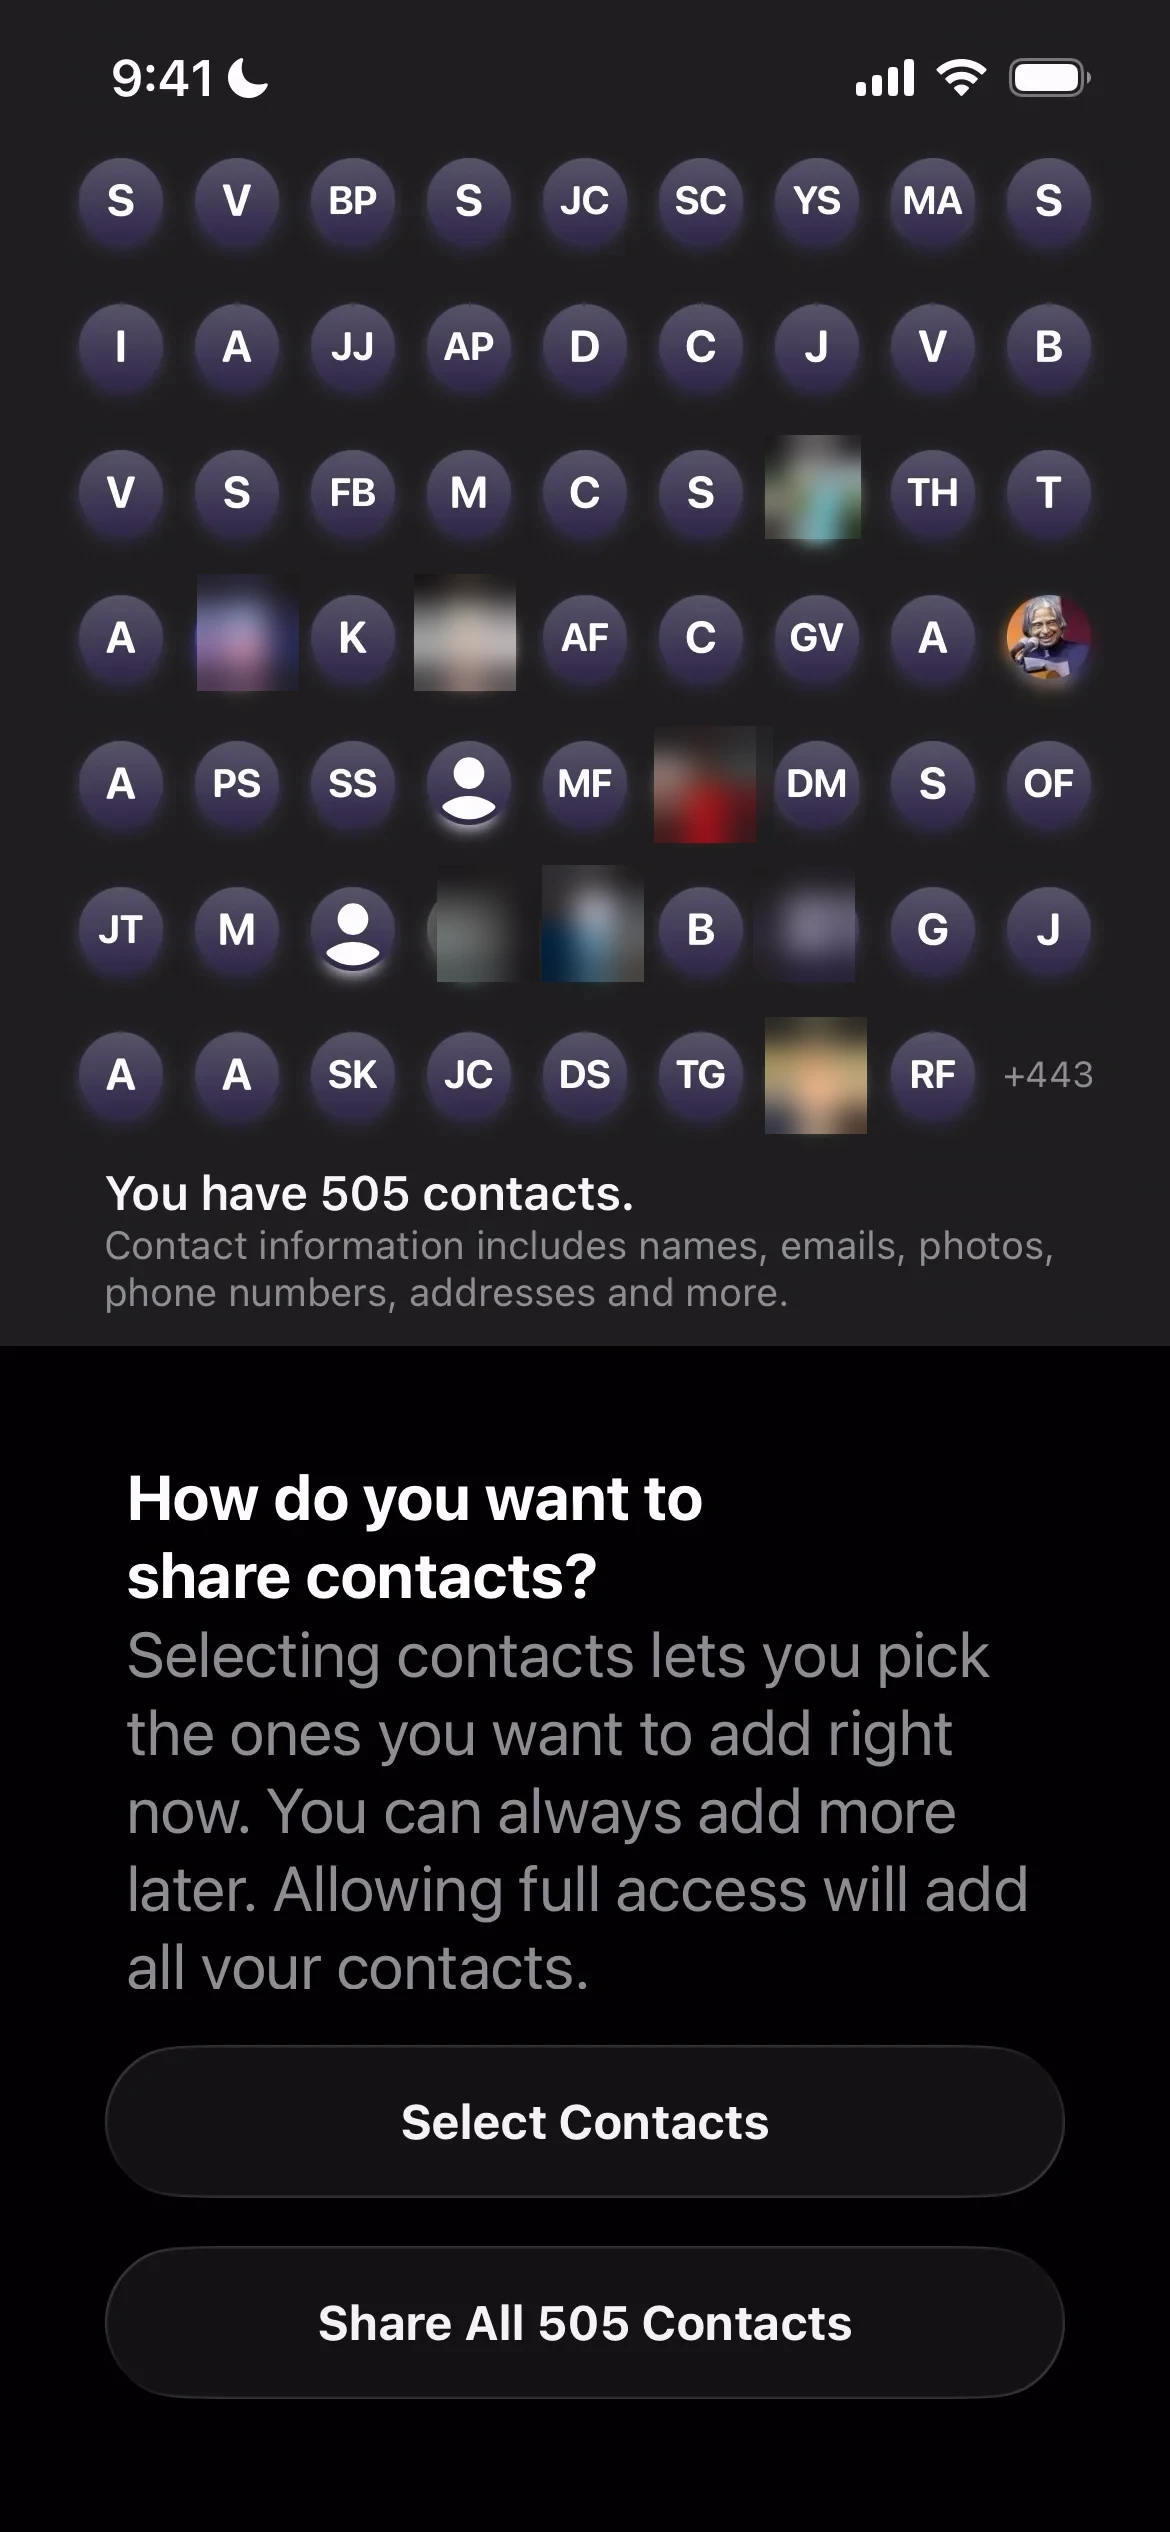 9:41
S V BP S JC SC YS MA S
I A JJ AP D C J V B
V S FB M C S TH T
A K AF C GV A
A PS SS MF DM S OF
JT M B G J
A A SK JC DS TG RF +443
You have 505 contacts.
Contact information includes names, emails, photos,
phone numbers, addresses and more.
How do you want to
share contacts?
Selecting contacts lets you pick
the ones you want to add right
now. You can always add more
later. Allowing full access will add
all your contacts.
Select Contacts
Share All 505 Contacts